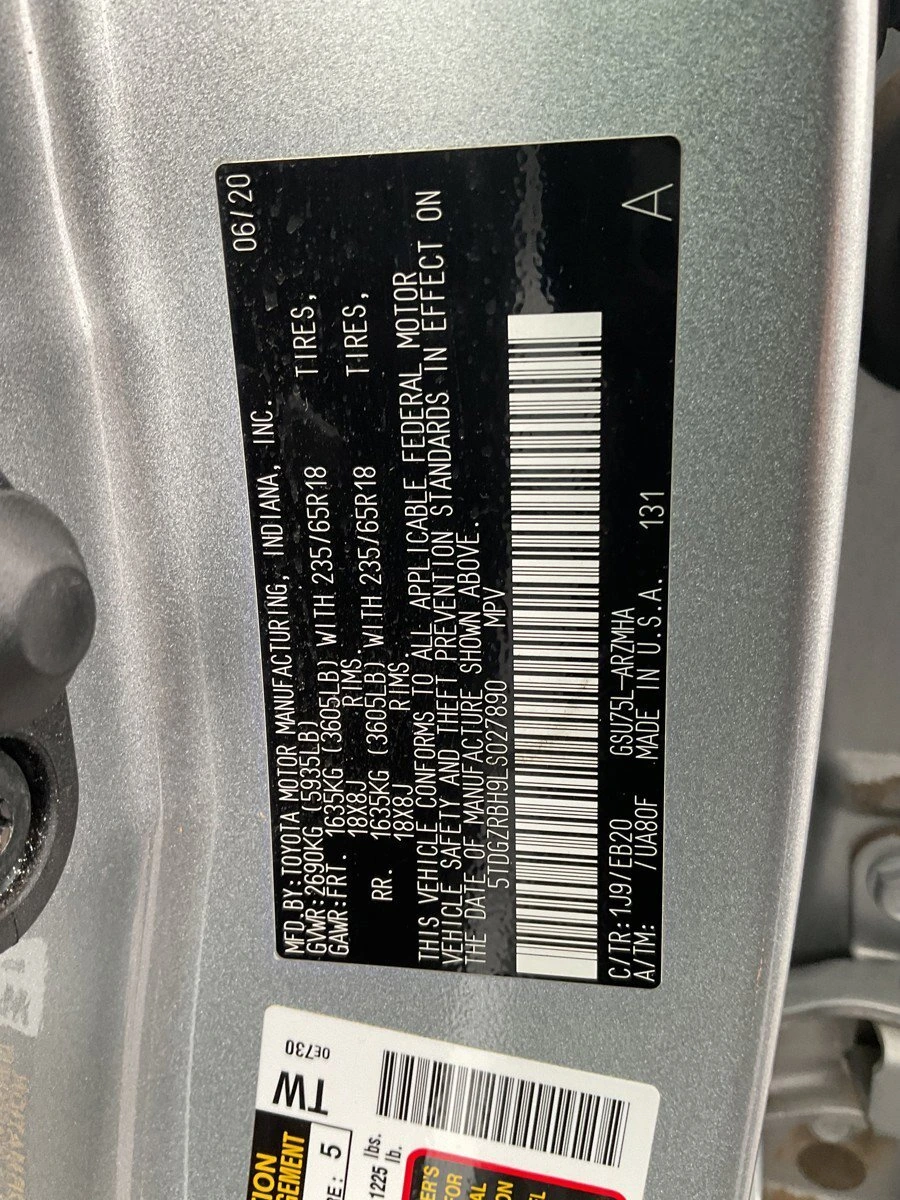 06/20
MFD.BY:TOYOTA MOTOR MANUFACTURING, INDIANA, INC.
GVWR:2690KG (5935LB)
GAWR:FRT. 1635KG (3605LB) WITH 235/65R18 TIRES,
18X8J RIMS.
RR. 1635KG (3605LB) WITH 235/65R18 TIRES,
18X8J RIMS.
THIS VEHICLE CONFORMS TO ALL APPLICABLE FEDERAL MOTOR
VEHICLE SAFETY AND THEFT PREVENTION STANDARDS IN EFFECT ON
THE DATE OF MANUFACTURE SHOWN ABOVE.
5TDGZRBH9LS027890 MPV
C/TR:1J9/EB20 GSU75L-ARZMHA
A/TM: /UA80F MADE IN U.S.A. 131
A
TW
0E730
5
1225 lbs.
lb.